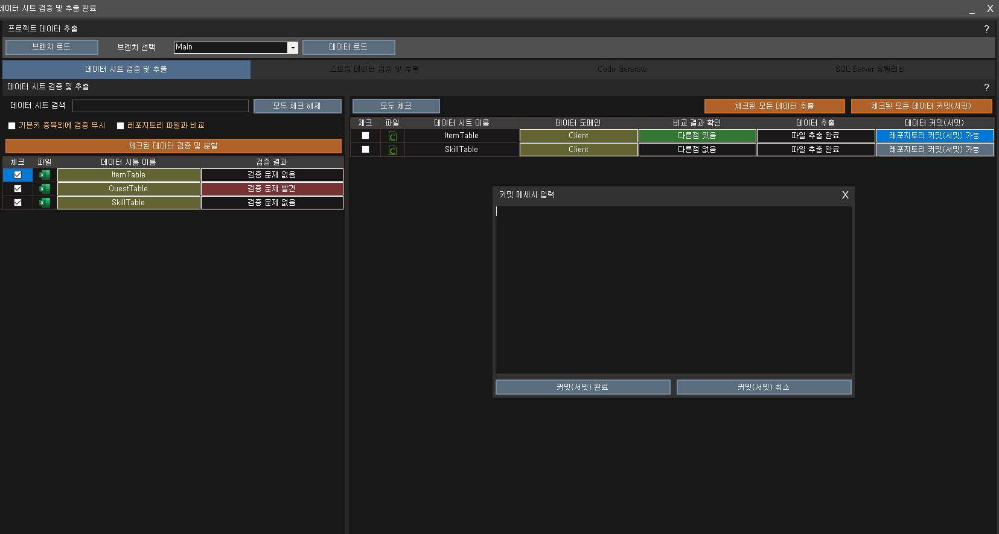 데이터 시트 검증 및 추출 완료
_ X
프로젝트 데이터 추출 ?
브렌치 로드 브렌치 선택 Main 데이터 로드
데이터 시트 검증 및 추출 스트링 데이터 검증 및 추출 Code Gererate SQL Server 유틸리티
데이터 시트 검증 및 추출 ?
데이터 시트 검색 모두 체크 해제
기본키 중복외에 검증 무시 레포지토리 파일과 비교
체크된 데이터 검증 및 분할
체크 파일 데이터 시틈 이름 검증 결과
ItemTable 검증 문제 없음
QuestTable 검증 문제 발견
SkillTable 검증 문제 없음
모두 체크 체크된 모든 데이터 추출 체크된 모든 데이터 커밋(서밋)
체크 파일 데이터 시트 이름 데이터 도메인 비교 결과 확인 데이터 추출 데이터 커밋(서밋)
C ItemTable Client 다른점 있음 파일 추출 완료 레포지토리 커밋(서밋) 가능
C SkillTable Client 다른점 없음 파일 추출 완료 레포지토리 커밋(서밋) 가능
커밋 메세시 입력 X
커밋(서밋) 완료 커밋(서밋) 취소